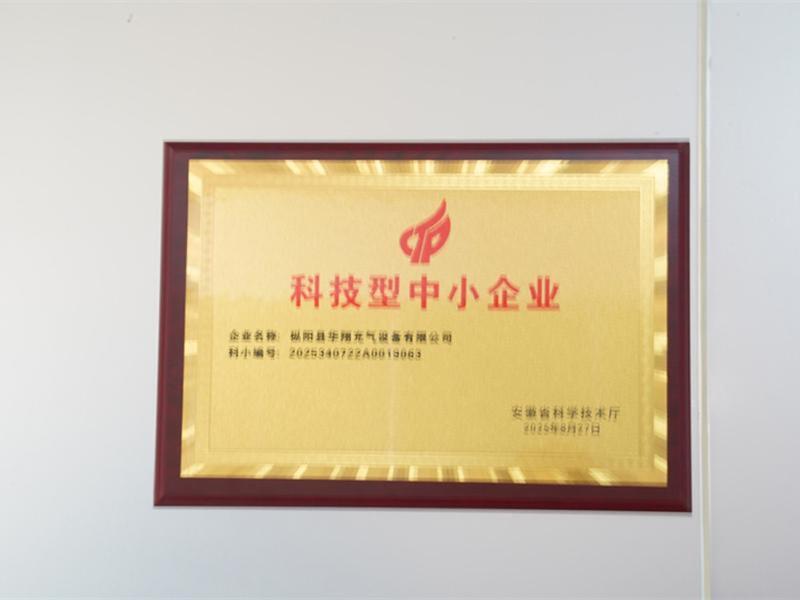 科技型中小企业
企业名称: 枞阳县华翔充气设备有限公司
科小编号: 2025340722A0019063
安徽省科学技术厅
2025年8月27日